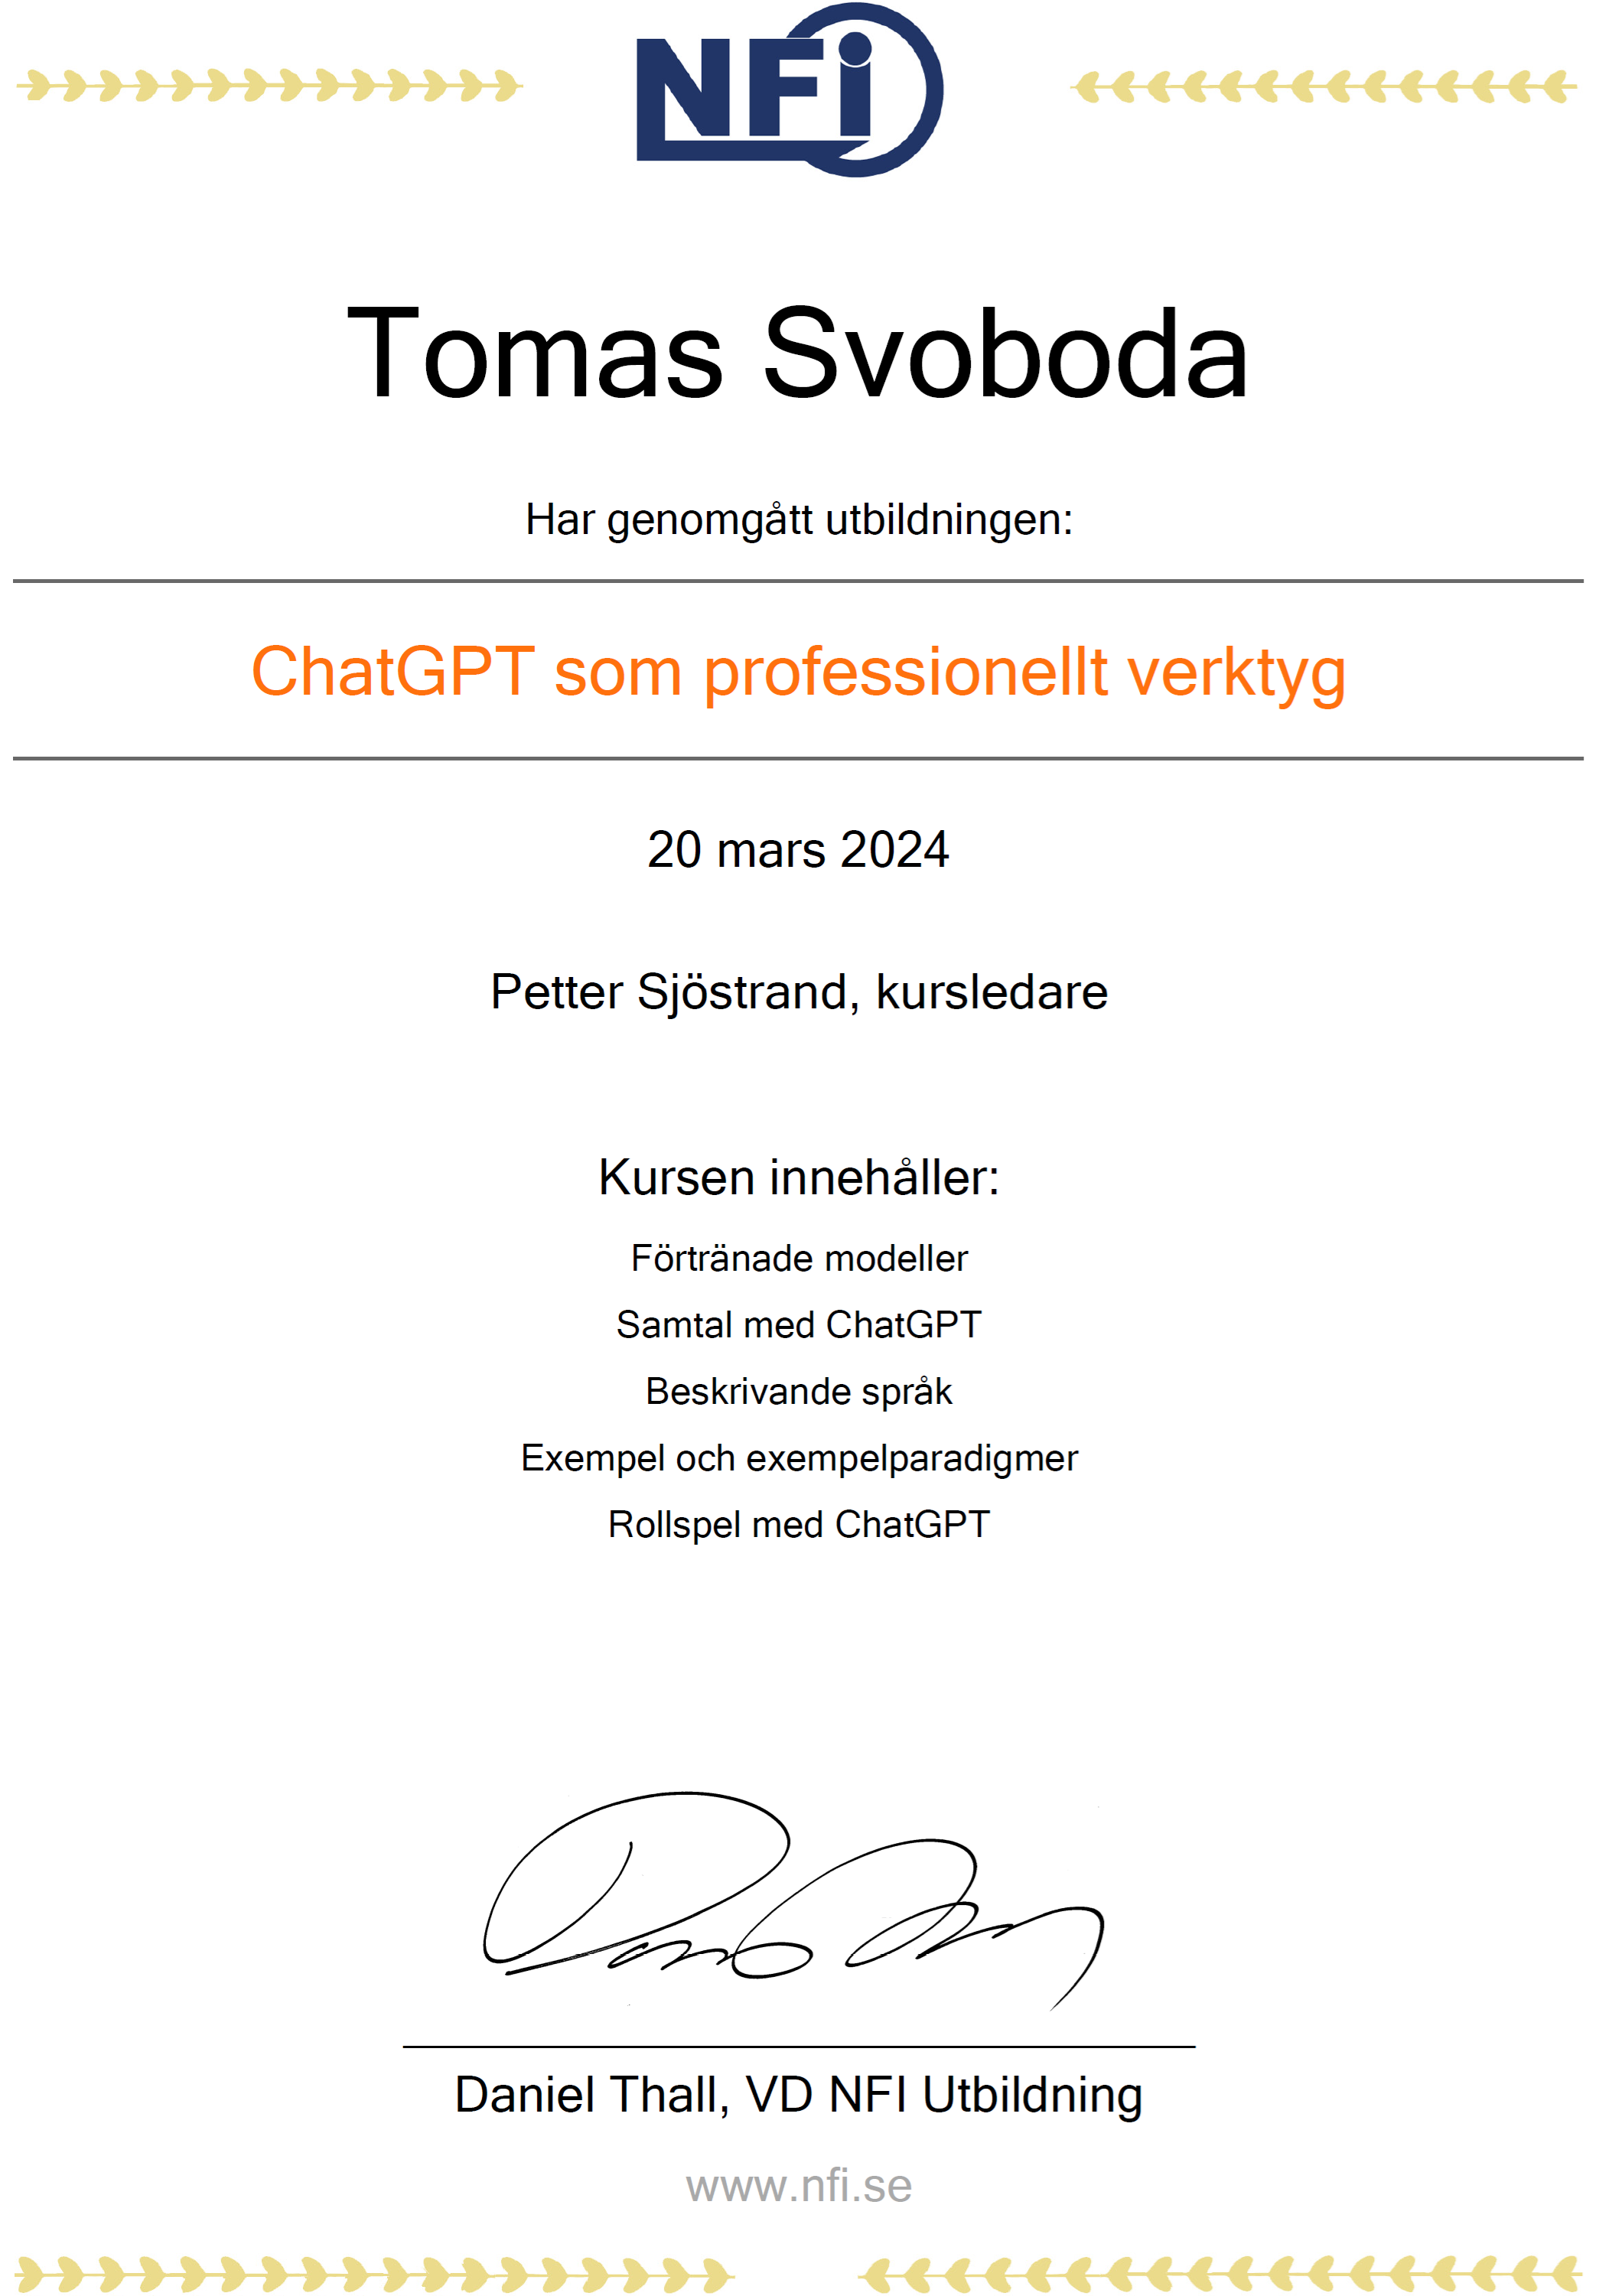 NFi
Tomas Svoboda
Har genomgått utbildningen:
ChatGPT som professionellt verktyg
20 mars 2024
Petter Sjöstrand, kursledare
Kursen innehåller:
Förtränade modeller
Samtal med ChatGPT
Beskrivande språk
Exempel och exempelparadigmer
Rollspel med ChatGPT
Daniel Thall, VD NFI Utbildning
www.nfi.se